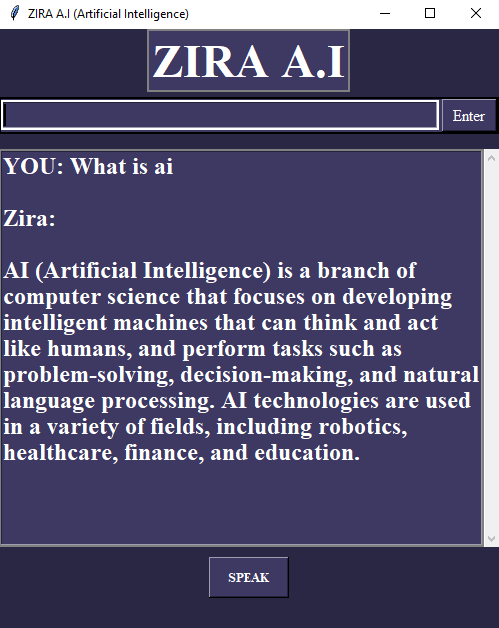 ZIRA A.I (Artificial Intelligence)
ZIRA A.I
Enter
YOU: What is ai
Zira:
AI (Artificial Intelligence) is a branch of
computer science that focuses on developing
intelligent machines that can think and act
like humans, and perform tasks such as
problem-solving, decision-making, and natural
language processing. AI technologies are used
in a variety of fields, including robotics,
healthcare, finance, and education.
SPEAK